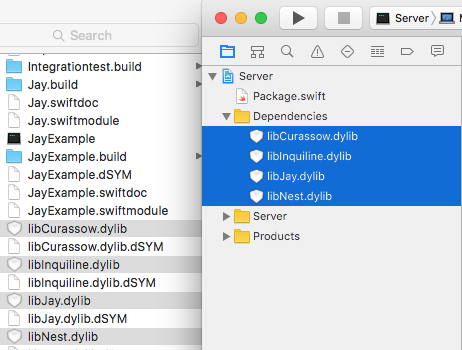 Search
Integrationtest.build
Jay.build
Jay.swiftdoc
Jay.swiftmodule
JayExample
JayExample.build
JayExample.dSYM
JayExample.swiftdoc
JayExample.swiftmodule
libCurassow.dylib
libCurassow.dylib.dSYM
libInquiline.dylib
libInquiline.dylib.dSYM
libJay.dylib
libJay.dylib.dSYM
libNest.dylib
Server
Server
Package.swift
Dependencies
libCurassow.dylib
libInquiline.dylib
libJay.dylib
libNest.dylib
Server
Products